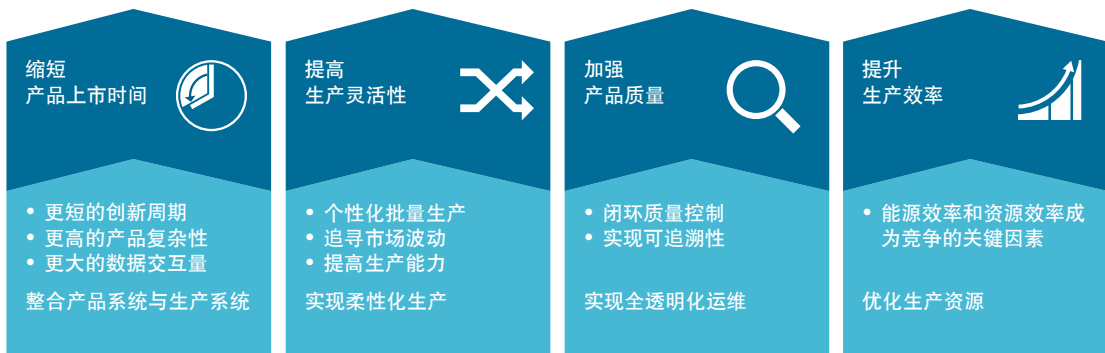 缩短
产品上市时间
• 更短的创新周期
• 更高的产品复杂性
• 更大的数据交互量
整合产品系统与生产系统
提高
生产灵活性
• 个性化批量生产
• 追寻市场波动
• 提高生产能力
实现柔性化生产
加强
产品质量
• 闭环质量控制
• 实现可追溯性
实现全透明化运维
提升
生产效率
• 能源效率和资源效率成
为竞争的关键因素
优化生产资源